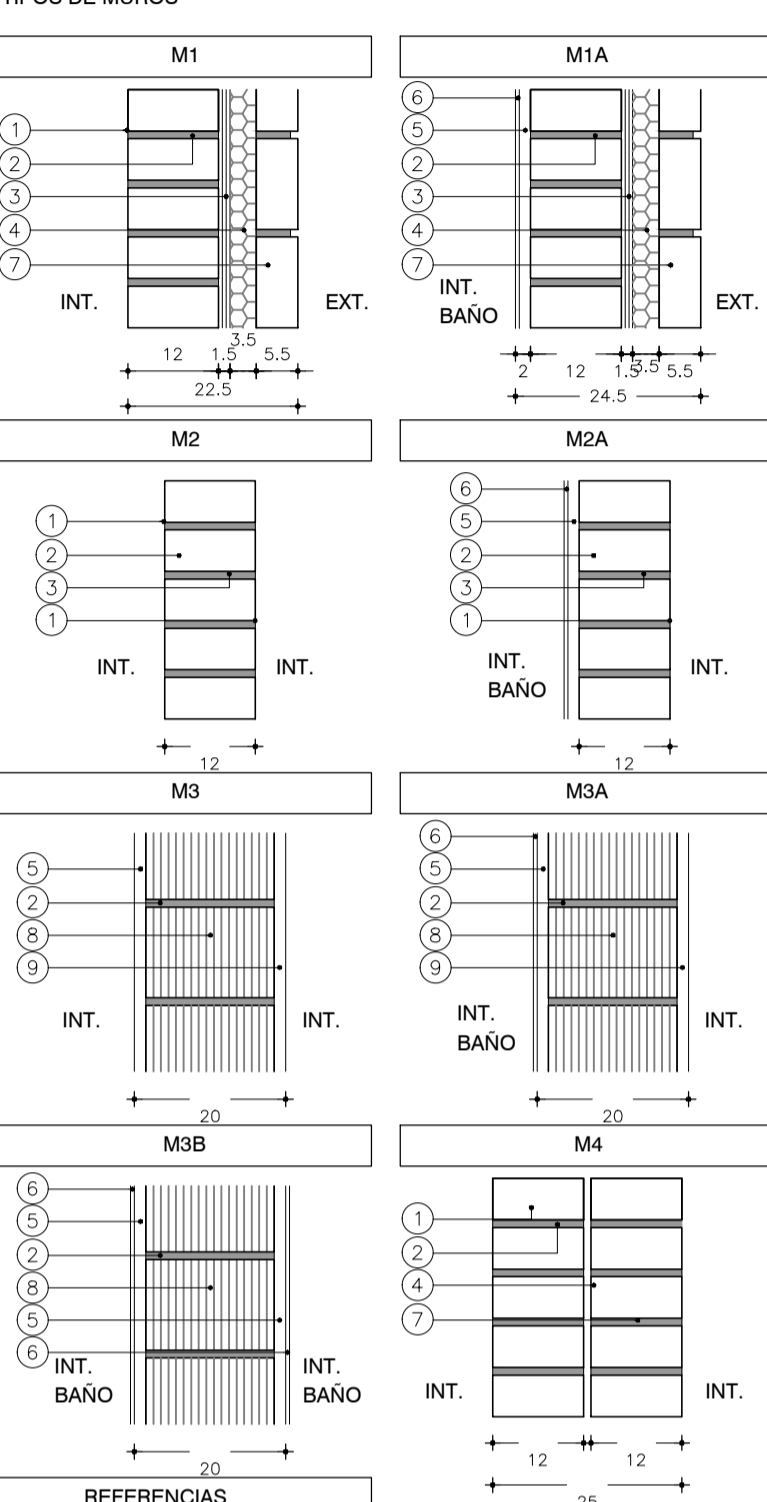 TIPOS DE MUROS
M1
1
2
3
4
7
INT.
EXT.
12
1.5
3.5
5.5
22.5
M1A
6
5
2
3
4
7
INT.
BAÑO
EXT.
2
12
1.5
3.5
5.5
24.5
M2
1
2
3
1
INT.
INT.
12
M2A
6
5
2
3
1
INT.
BAÑO
INT.
12
M3
5
2
8
9
INT.
INT.
20
M3A
6
5
2
8
9
INT.
BAÑO
INT.
20
M3B
6
5
2
8
5
6
INT.
BAÑO
INT.
BAÑO
20
M4
1
2
4
7
INT.
INT.
12
12
25
REFERENCIAS